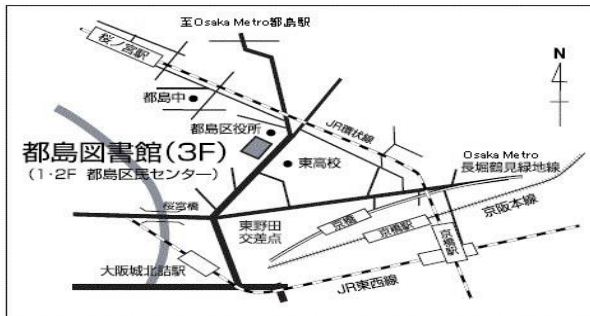 至Osaka Metro都島駅
桜ノ宮駅
N
都島中
都島区役所
JR環状線
都島図書館(3F)
(1・2F 都島区民センター)
東高校
Osaka Metro
長堀鶴見緑地線
桜宮橋
京阪本線
東野田
交差点
京橋
京橋駅
京橋駅
大阪城北詰駅
JR東西線